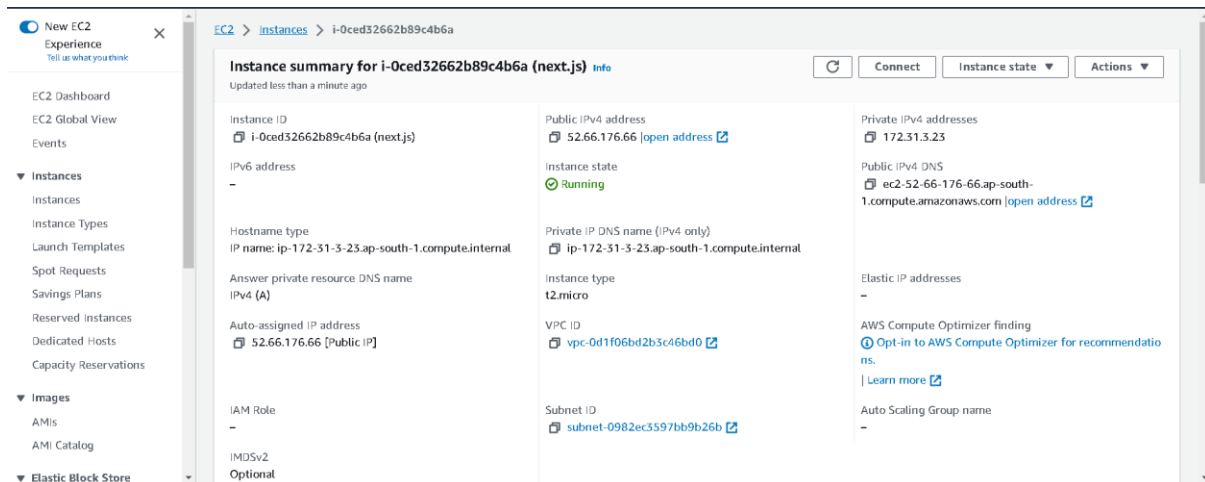 New EC2
Experience
Tell us what you think
EC2 Dashboard
EC2 Global View
Events
Instances
Instances
Instance Types
Launch Templates
Spot Requests
Savings Plans
Reserved Instances
Dedicated Hosts
Capacity Reservations
Images
AMIs
AMI Catalog
Elastic Block Store
EC2 > Instances > i-0ced32662b89c4b6a
Instance summary for i-0ced32662b89c4b6a (next.js) Info
Updated less than a minute ago
Connect
Instance state
Actions
Instance ID
i-0ced32662b89c4b6a (next.js)
Public IPv4 address
52.66.176.66 |open address
Private IPv4 addresses
172.31.3.23
IPv6 address
–
Instance state
Running
Public IPv4 DNS
ec2-52-66-176-66.ap-south-
1.compute.amazonaws.com |open address
Hostname type
IP name: ip-172-31-3-23.ap-south-1.compute.internal
Private IP DNS name (IPv4 only)
ip-172-31-3-23.ap-south-1.compute.internal
Answer private resource DNS name
IPv4 (A)
Instance type
t2.micro
Elastic IP addresses
–
Auto-assigned IP address
52.66.176.66 [Public IP]
VPC ID
vpc-0d1f06bd2b3c46bd0
AWS Compute Optimizer finding
Opt-in to AWS Compute Optimizer for recommendatio
ns.
| Learn more
IAM Role
–
Subnet ID
subnet-0982ec3597bb9b26b
Auto Scaling Group name
–
IMDSv2
Optional